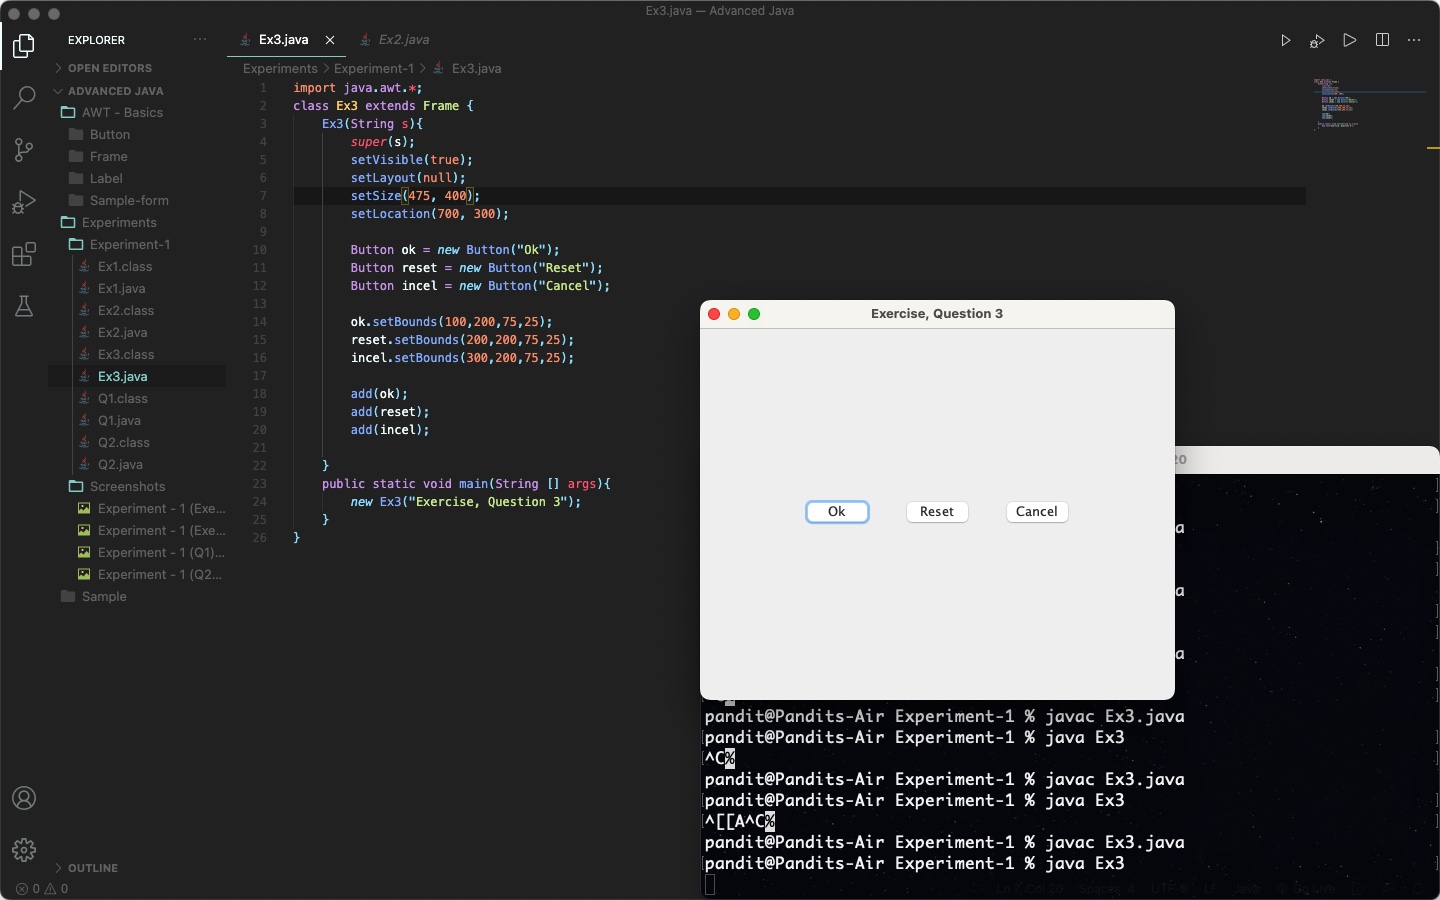 Ex3.java — Advanced Java
EXPLORER
OPEN EDITORS
ADVANCED JAVA
AWT - Basics
Button
Frame
Label
Sample-form
Experiments
Experiment-1
Ex1.class
Ex1.java
Ex2.class
Ex2.java
Ex3.class
Ex3.java
Q1.class
Q1.java
Q2.class
Q2.java
Screenshots
Experiment - 1 (Exe...
Experiment - 1 (Exe...
Experiment - 1 (Q1)...
Experiment - 1 (Q2...
Sample
OUTLINE
0 0
Ex3.java
Ex2.java
Experiments > Experiment-1 > Ex3.java
1 import java.awt.*;
2 class Ex3 extends Frame {
3 Ex3(String s){
4 super(s);
5 setVisible(true);
6 setLayout(null);
7 setSize(475, 400);
8 setLocation(700, 300);
9
10 Button ok = new Button("Ok");
11 Button reset = new Button("Reset");
12 Button incel = new Button("Cancel");
13
14 ok.setBounds(100,200,75,25);
15 reset.setBounds(200,200,75,25);
16 incel.setBounds(300,200,75,25);
17
18 add(ok);
19 add(reset);
20 add(incel);
21
22 }
23 public static void main(String [] args){
24 new Ex3("Exercise, Question 3");
25 }
26 }
Exercise, Question 3
Ok Reset Cancel
20
a
a
a
pandit@Pandits-Air Experiment-1 % javac Ex3.java
pandit@Pandits-Air Experiment-1 % java Ex3
^C%
pandit@Pandits-Air Experiment-1 % javac Ex3.java
pandit@Pandits-Air Experiment-1 % java Ex3
^[[A^C%
pandit@Pandits-Air Experiment-1 % javac Ex3.java
pandit@Pandits-Air Experiment-1 % java Ex3